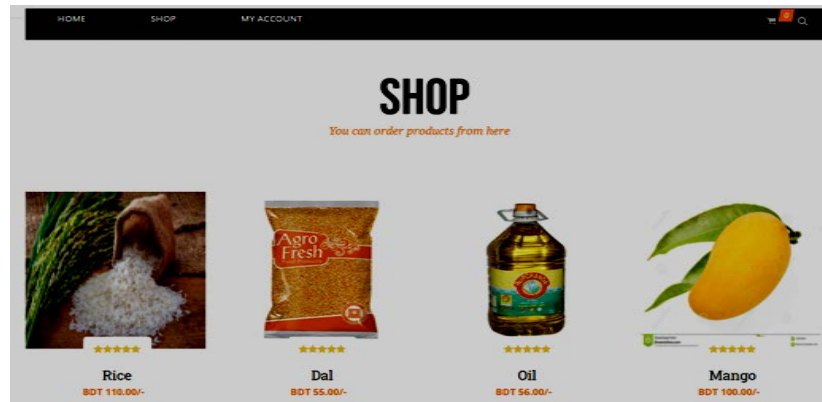 HOME SHOP MY ACCOUNT 0
SHOP
You can order products from here
Agro
Fresh
Rice Dal Oil Mango
BDT 110.00/- BDT 55.00/- BDT 56.00/- BDT 100.00/-